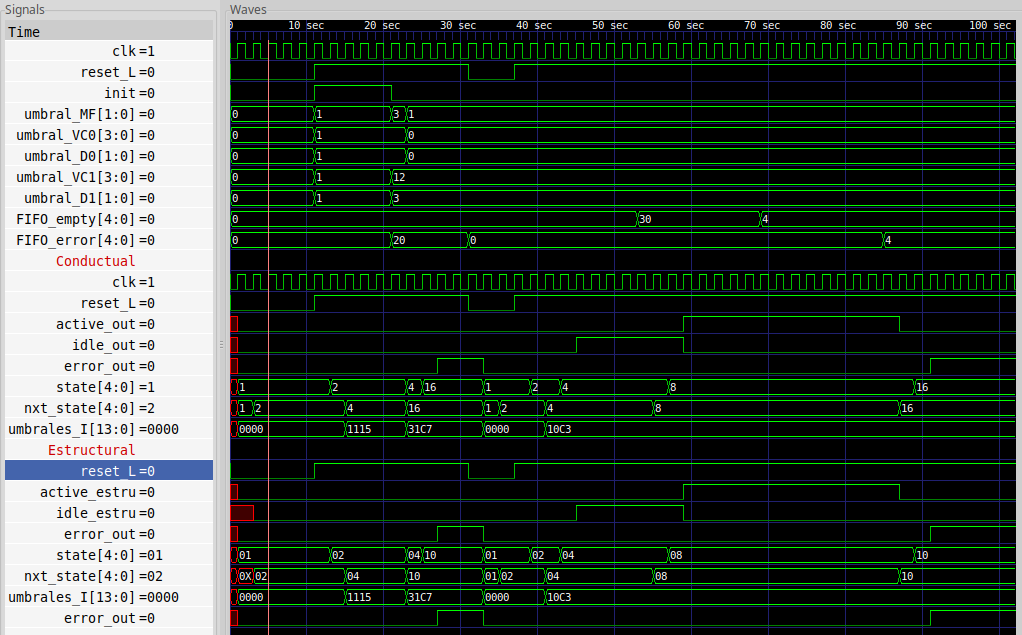 Signals
Waves
Time
0 10 sec 20 sec 30 sec 40 sec 50 sec 60 sec 70 sec 80 sec 90 sec 100 sec
clk =1
reset_L =0
init =0
umbral_MF[1:0] =0 0 1 3 1
umbral_VC0[3:0] =0 0 1 0
umbral_D0[1:0] =0 0 1 0
umbral_VC1[3:0] =0 0 1 12
umbral_D1[1:0] =0 0 1 3
FIFO_empty[4:0] =0 0 30 4
FIFO_error[4:0] =0 0 20 0 4
Conductual
clk =1
reset_L =0
active_out =0
idle_out =0
error_out =0
state[4:0] =1 1 2 4 16 1 2 4 8 16
nxt_state[4:0] =2 1 2 4 16 1 2 4 8 16
umbrales_I[13:0] =0000 0000 1115 31C7 0000 10C3
Estructural
reset_L =0
active_estru =0
idle_estru =0
error_out =0
state[4:0] =01 01 02 04 10 01 02 04 08 10
nxt_state[4:0] =02 0X 02 04 10 01 02 04 08 10
umbrales_I[13:0] =0000 0000 1115 31C7 0000 10C3
error_out =0